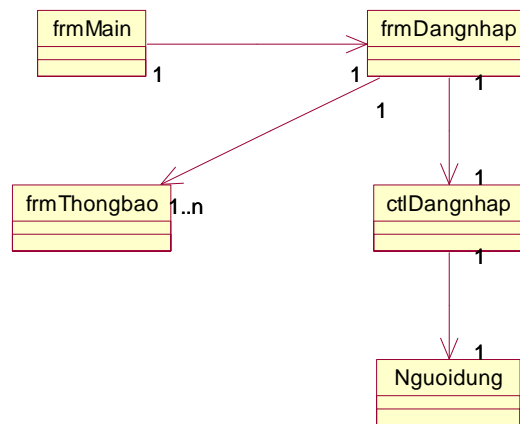 frmMain
frmDangnhap
1
1
1
1
frmThongbao
1..n
1
ctlDangnhap
1
1
Nguoidung